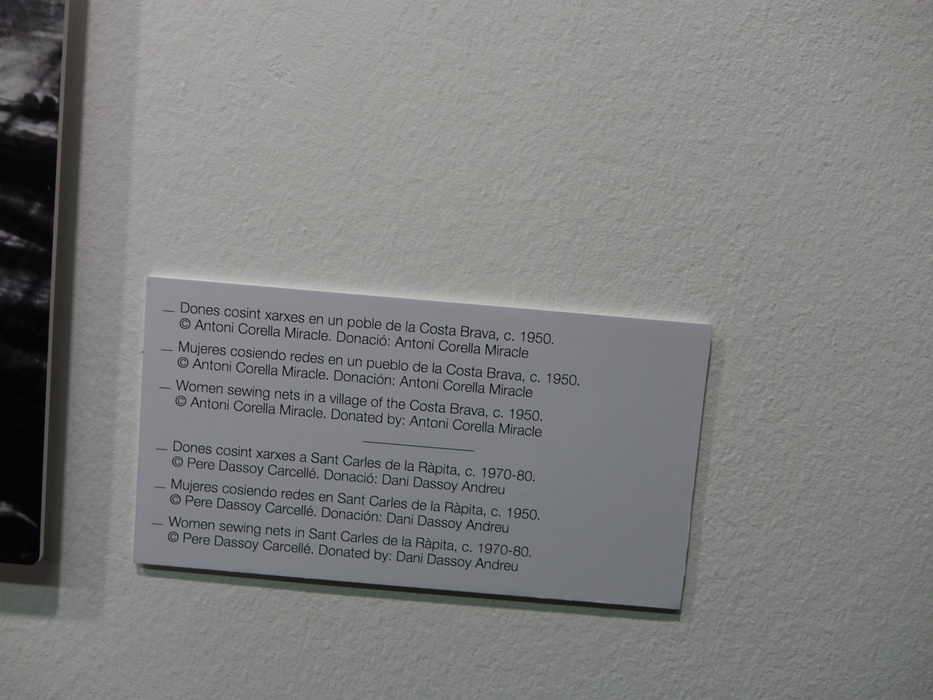 — Dones cosint xarxes en un poble de la Costa Brava, c. 1950.
© Antoni Corella Miracle. Donació: Antoni Corella Miracle
— Mujeres cosiendo redes en un pueblo de la Costa Brava, c. 1950.
© Antoni Corella Miracle. Donación: Antoni Corella Miracle
— Women sewing nets in a village of the Costa Brava, c. 1950.
© Antoni Corella Miracle. Donated by: Antoni Corella Miracle
— Dones cosint xarxes a Sant Carles de la Ràpita, c. 1970-80.
© Pere Dassoy Carcellé. Donació: Dani Dassoy Andreu
— Mujeres cosiendo redes en Sant Carles de la Ràpita, c. 1950.
© Pere Dassoy Carcellé. Donación: Dani Dassoy Andreu
— Women sewing nets in Sant Carles de la Ràpita, c. 1970-80.
© Pere Dassoy Carcellé. Donated by: Dani Dassoy Andreu